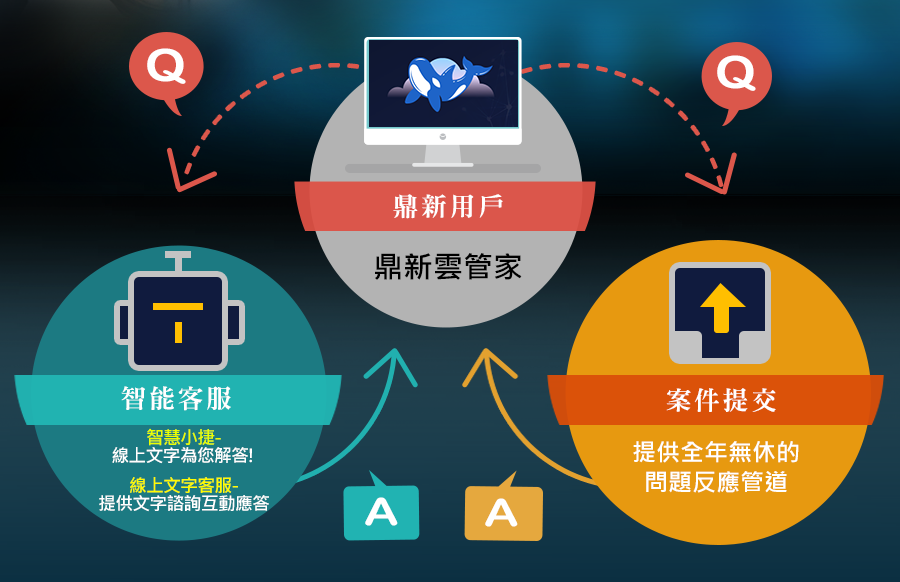 Q
Q
鼎新用戶
鼎新雲管家
智能客服
智慧小捷-
線上文字為您解答!
線上文字客服-
提供文字諮詢互動應答
案件提交
提供全年無休的
問題反應管道
A
A